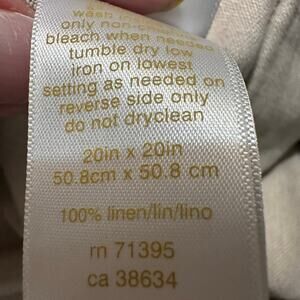 only non-
bleach when needed
tumble dry low
iron on lowest
setting as needed on
reverse side only
do not dryclean
20in x 20in
50.8cm x 50.8 cm
100% linen/lin/lino
rn 71395
ca 38634